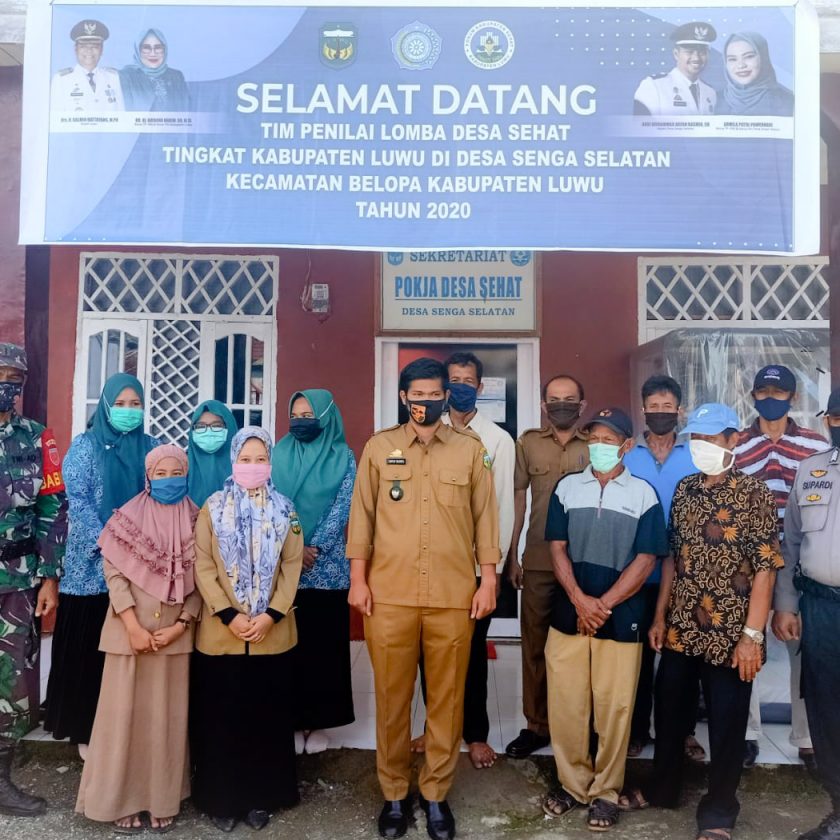 SELAMAT DATANG
TIM PENILAI LOMBA DESA SEHAT
TINGKAT KABUPATEN LUWU DI DESA SENGA SELATAN
KECAMATAN BELOPA KABUPATEN LUWU
TAHUN 2020
SEKRETARIAT
POKJA DESA SEHAT
DESA SENGA SELATAN